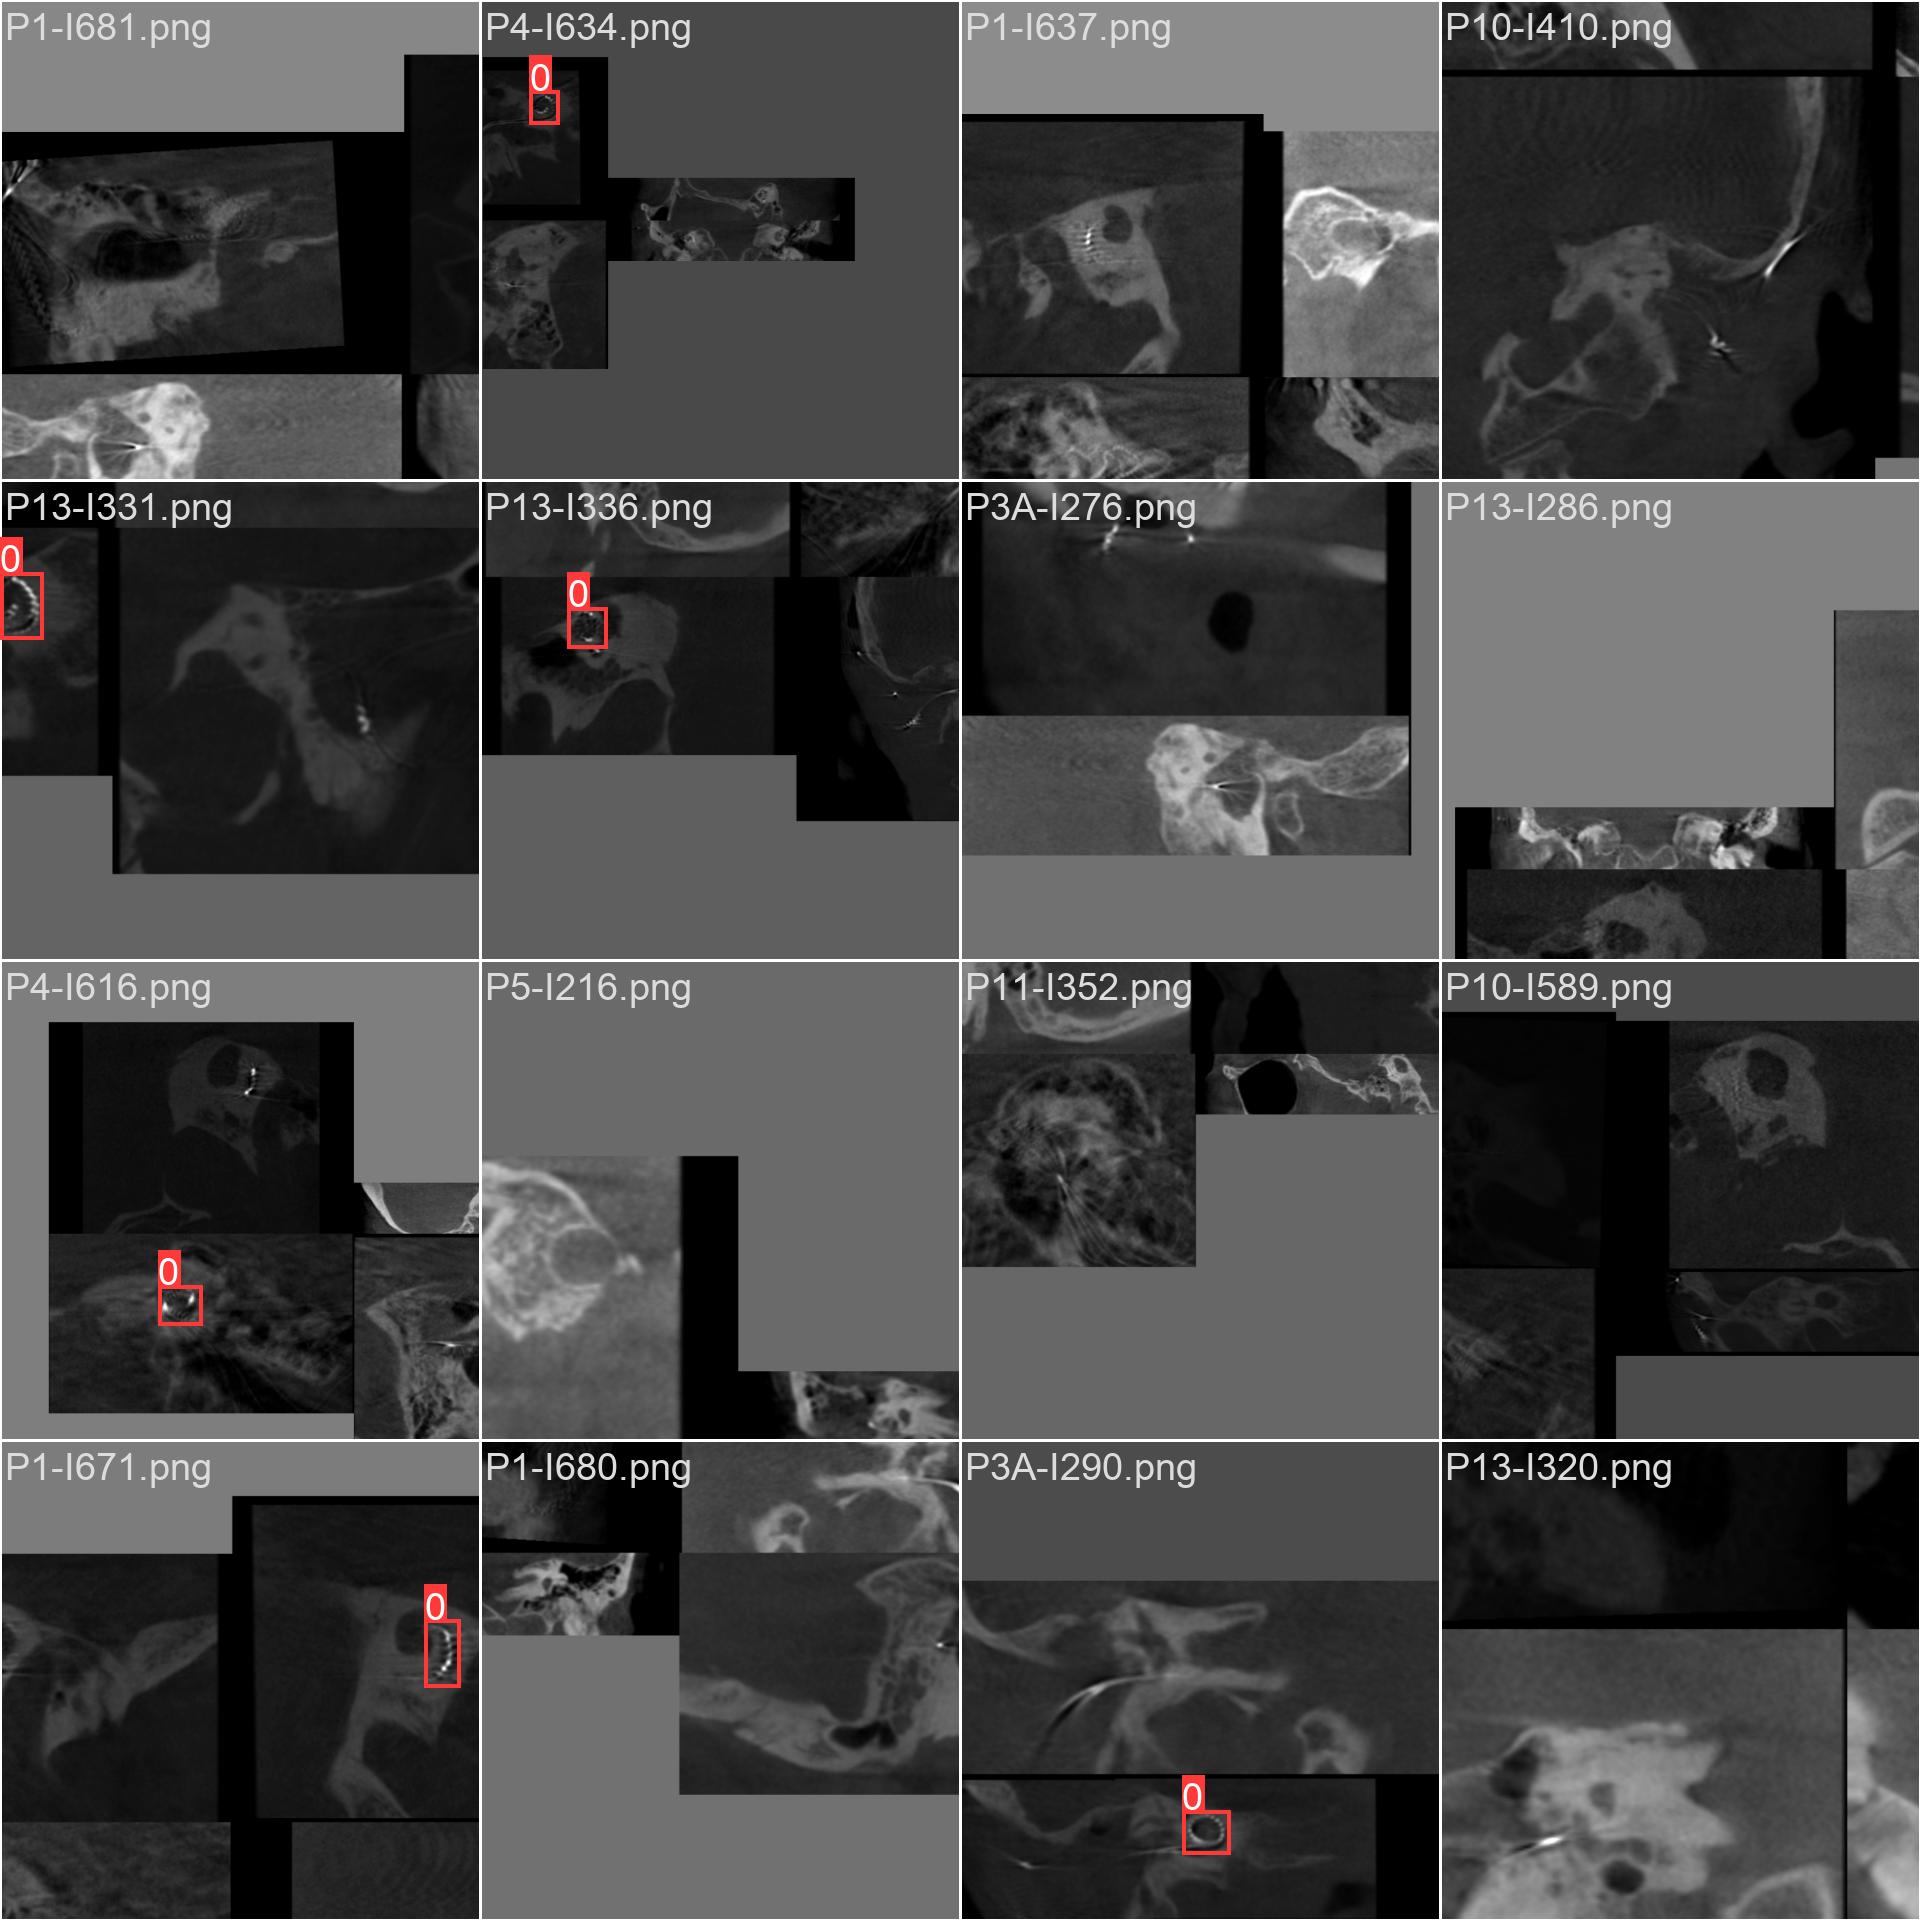 P1-I681.png
P4-I634.png
P1-I637.png
P10-I410.png
0
P13-I331.png
P13-I336.png
P3A-I276.png
P13-I286.png
0
0
P4-I616.png
P5-I216.png
P11-I352.png
P10-I589.png
0
P1-I671.png
P1-I680.png
P3A-I290.png
P13-I320.png
0
0